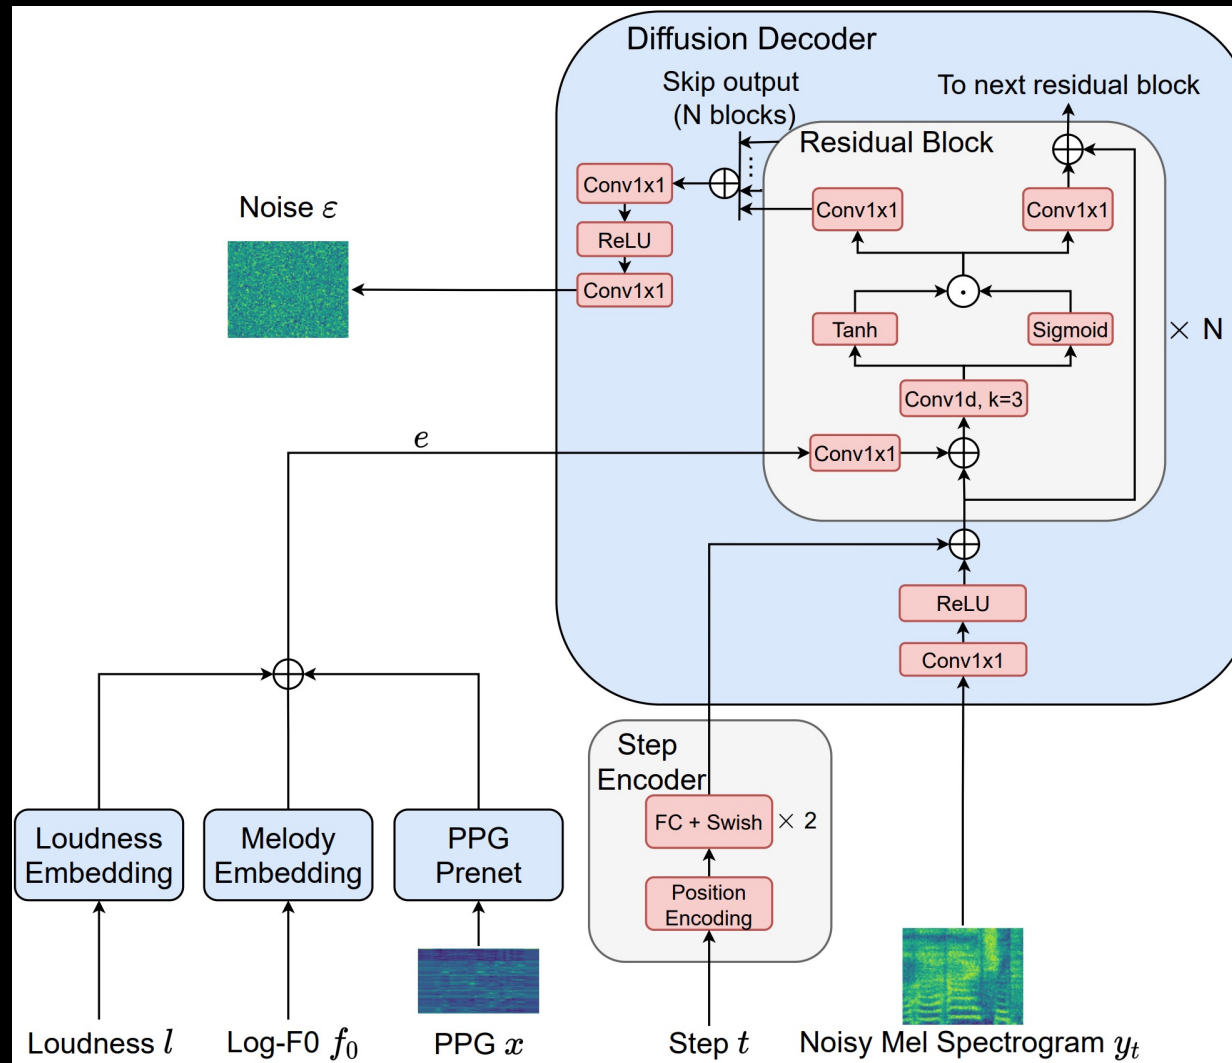 Diffusion Decoder
Skip output
(N blocks)
To next residual block
Residual Block
Conv1x1
Conv1x1
Conv1x1
Noise ε
ReLU
Conv1x1
Tanh
Sigmoid
× N
Conv1d, k=3
e
Conv1x1
ReLU
Conv1x1
Step
Encoder
FC + Swish
× 2
Loudness
Embedding
Melody
Embedding
PPG
Prenet
Position
Encoding
Loudness l
Log-F0 f₀
PPG x
Step t
Noisy Mel Spectrogram yₜ